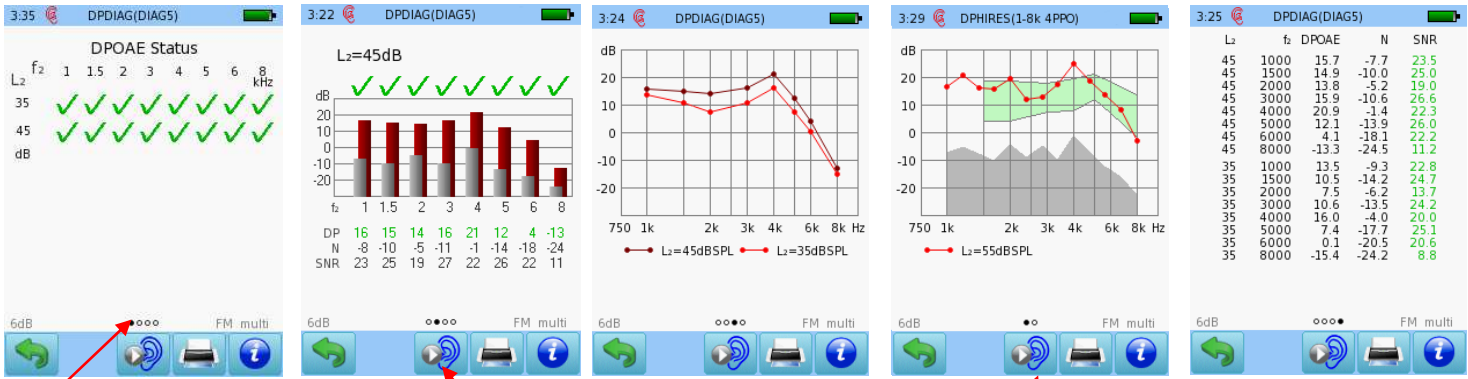 3:35 DPDIAG(DIAG5)
DPOAE Status
f₂ 1 1.5 2 3 4 5 6 8
L₂ kHz
35
45
dB
6dB FM multi
i
3:22 DPDIAG(DIAG5)
L₂=45dB
dB
20
10
0
-10
-20
f₂ 1 1.5 2 3 4 5 6 8
DP 16 15 14 16 21 12 4 -13
N -8 -10 -5 -11 -1 -14 -18 -24
SNR 23 25 19 27 22 26 22 11
6dB FM multi
i
3:24 DPDIAG(DIAG5)
dB
20
10
0
-10
-20
750 1k 2k 3k 4k 6k 8k Hz
L₂=45dBSPL L₂=35dBSPL
6dB FM multi
i
3:29 DPHIRES(1-8k 4PPO)
dB
20
10
0
-10
-20
750 1k 2k 3k 4k 6k 8k Hz
L₂=55dBSPL
6dB FM multi
i
3:25 DPDIAG(DIAG5)
L₂ f₂ DPOAE N SNR
45 1000 15.7 -7.7 23.5
45 1500 14.9 -10.0 25.0
45 2000 13.8 -5.2 19.0
45 3000 15.9 -10.6 26.6
45 4000 20.9 -1.4 22.3
45 5000 12.1 -13.9 26.0
45 6000 4.1 -18.1 22.2
45 8000 -13.3 -24.5 11.2
35 1000 13.5 -9.3 22.8
35 1500 10.5 -14.2 24.7
35 2000 7.5 -6.2 13.7
35 3000 10.6 -13.5 24.2
35 4000 16.0 -4.0 20.0
35 5000 7.4 -17.7 25.1
35 6000 0.1 -20.5 20.6
35 8000 -15.4 -24.2 8.8
6dB FM multi
i